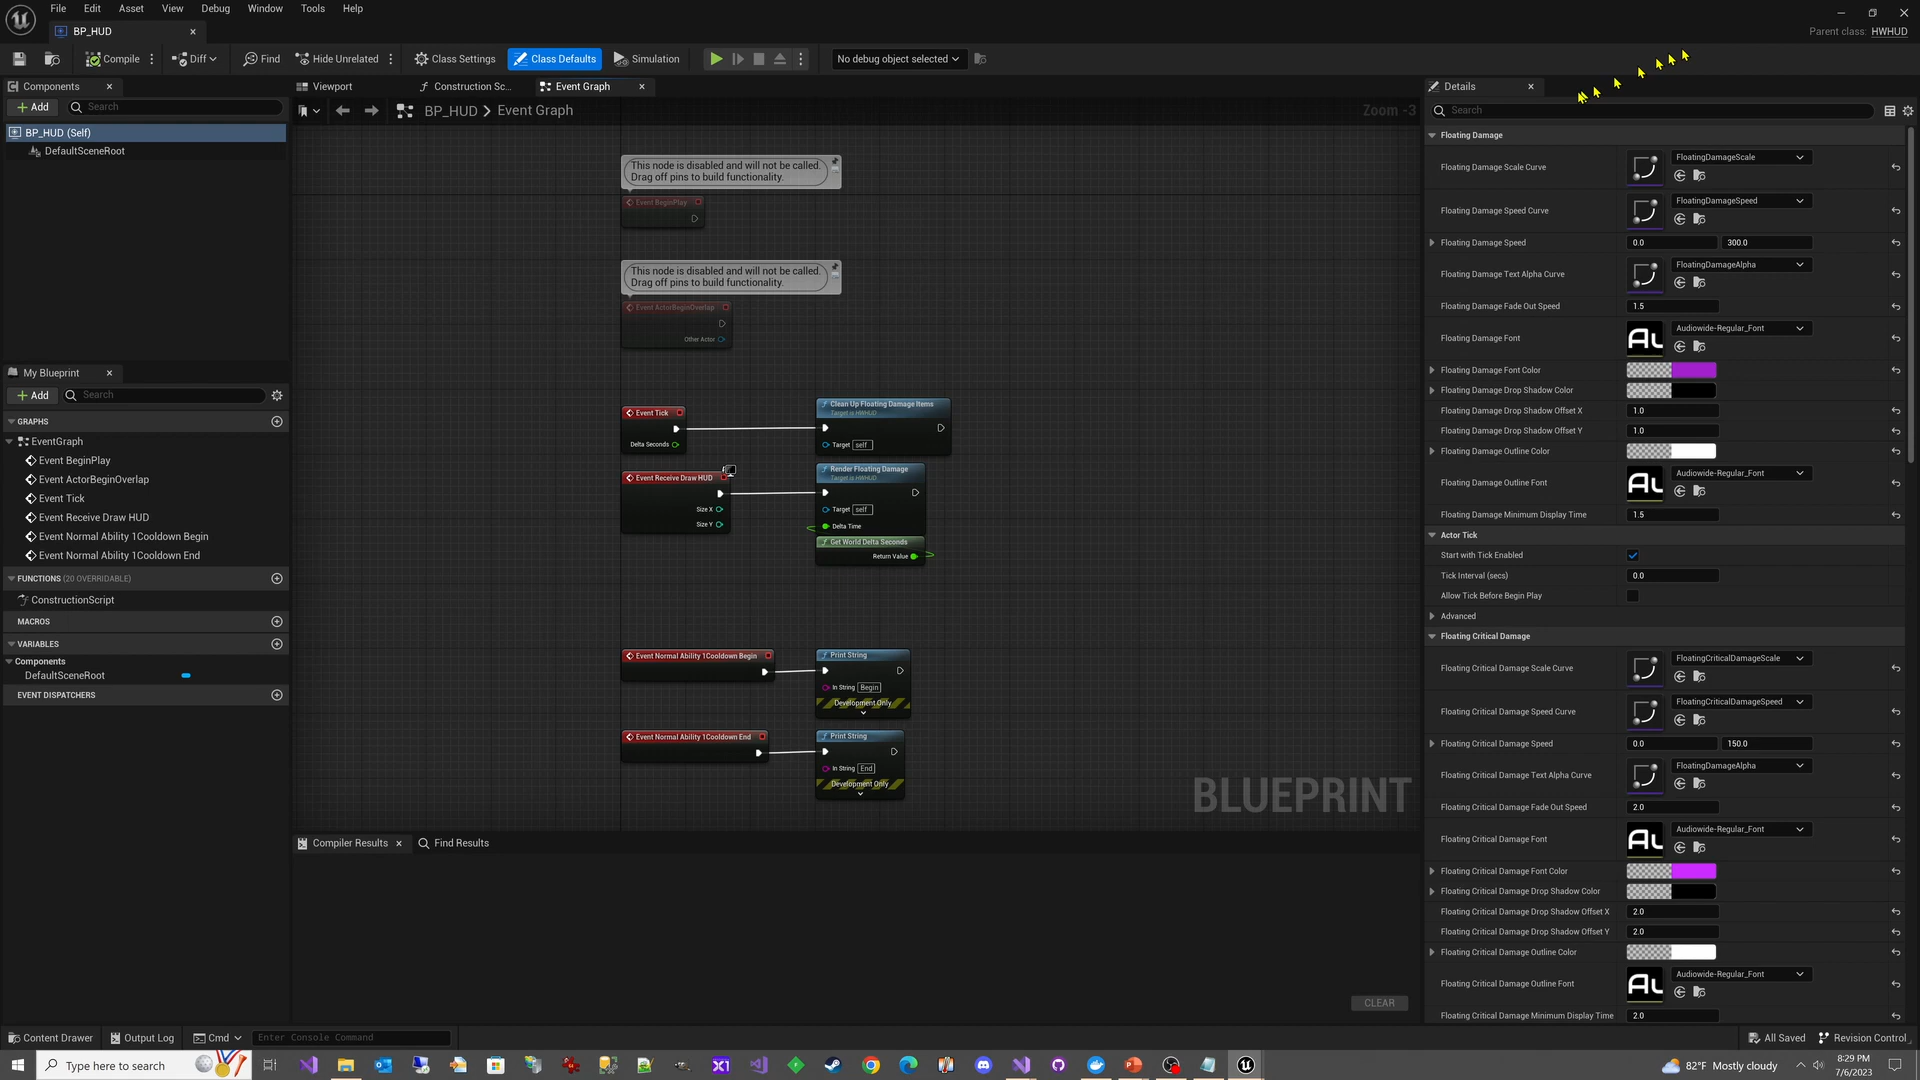 File Edit Asset View Debug Window Tools Help
BP_HUD
Parent class: HWHUD
Compile Diff Find Hide Unrelated Class Settings Class Defaults Simulation No debug object selected
Components
Add Search
BP_HUD (Self)
DefaultSceneRoot
Viewport Construction Sc... Event Graph
BP_HUD > Event Graph
Zoom -3
This node is disabled and will not be called.
Drag off pins to build functionality.
Event BeginPlay
This node is disabled and will not be called.
Drag off pins to build functionality.
Event ActorBeginOverlap
Other Actor
Event Tick
Delta Seconds
Clean Up Floating Damage Items
Target is HWHUD
Target self
Event Receive Draw HUD
Size X
Size Y
Render Floating Damage
Target is HWHUD
Target self
Delta Time
Get World Delta Seconds
Return Value
Event Normal Ability 1Cooldown Begin
Print String
In String Begin
Development Only
Event Normal Ability 1Cooldown End
Print String
In String End
Development Only
BLUEPRINT
My Blueprint
Add Search
GRAPHS
EventGraph
Event BeginPlay
Event ActorBeginOverlap
Event Tick
Event Receive Draw HUD
Event Normal Ability 1Cooldown Begin
Event Normal Ability 1Cooldown End
FUNCTIONS (20 OVERRIDABLE)
ConstructionScript
MACROS
VARIABLES
Components
DefaultSceneRoot
EVENT DISPATCHERS
Compiler Results Find Results
CLEAR
Details
Search
Floating Damage
Floating Damage Scale Curve FloatingDamageScale
Floating Damage Speed Curve FloatingDamageSpeed
Floating Damage Speed 0.0 300.0
Floating Damage Text Alpha Curve FloatingDamageAlpha
Floating Damage Fade Out Speed 1.5
Floating Damage Font Audiowide-Regular_Font
Floating Damage Font Color
Floating Damage Drop Shadow Color
Floating Damage Drop Shadow Offset X 1.0
Floating Damage Drop Shadow Offset Y 1.0
Floating Damage Outline Color
Floating Damage Outline Font Audiowide-Regular_Font
Floating Damage Minimum Display Time 1.5
Actor Tick
Start with Tick Enabled
Tick Interval (secs) 0.0
Allow Tick Before Begin Play
Advanced
Floating Critical Damage
Floating Critical Damage Scale Curve FloatingCriticalDamageScale
Floating Critical Damage Speed Curve FloatingCriticalDamageSpeed
Floating Critical Damage Speed 0.0 150.0
Floating Critical Damage Text Alpha Curve FloatingDamageAlpha
Floating Critical Damage Fade Out Speed 2.0
Floating Critical Damage Font Audiowide-Regular_Font
Floating Critical Damage Font Color
Floating Critical Damage Drop Shadow Color
Floating Critical Damage Drop Shadow Offset X 2.0
Floating Critical Damage Drop Shadow Offset Y 2.0
Floating Critical Damage Outline Color
Floating Critical Damage Outline Font Audiowide-Regular_Font
Floating Critical Damage Minimum Display Time 2.0
Content Drawer Output Log Cmd Enter Console Command All Saved Revision Control
Type here to search
82°F Mostly cloudy
8:29 PM
7/6/2023